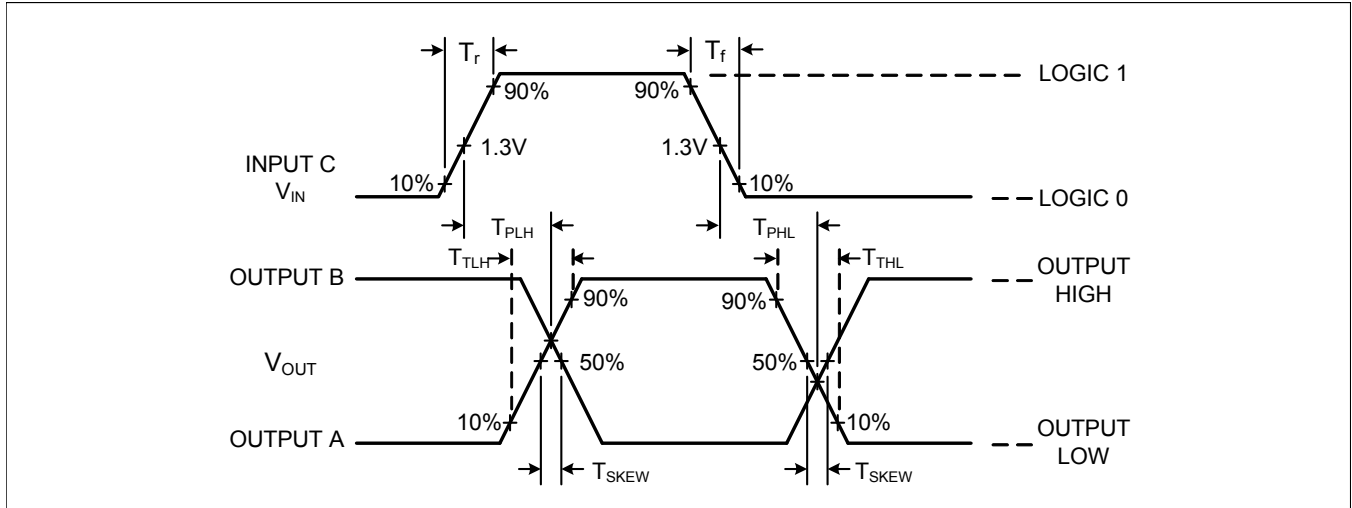 Tr
Tf
LOGIC 1
90%
90%
INPUT C
VIN
1.3V
1.3V
10%
10%
LOGIC 0
TPLH
TPHL
TTLH
TTHL
OUTPUT B
OUTPUT
HIGH
90%
90%
VOUT
50%
50%
10%
10%
OUTPUT A
OUTPUT
LOW
TSKEW
TSKEW